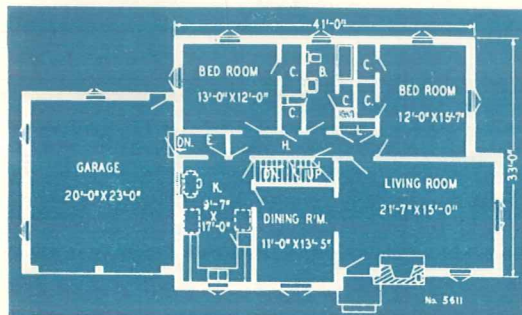 41'-0"
BED ROOM
13'-0" X 12'-0"
C.
B.
C.
C.
C.
C.
BED ROOM
12'-0" X 15'-7"
33'-0"
L.
DN.
E.
H.
GARAGE
20'-0" X 23'-0"
DN.
UP
K.
9'-7"
X
17'-0"
LIVING ROOM
21'-7" X 15'-0"
DINING R'M.
11'-0" X 13'-5"
No. 5611